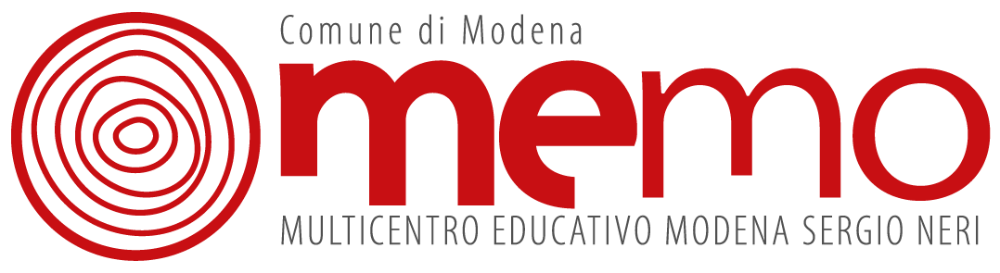 Comune di Modena
memo
MULTICENTRO EDUCATIVO MODENA SERGIO NERI